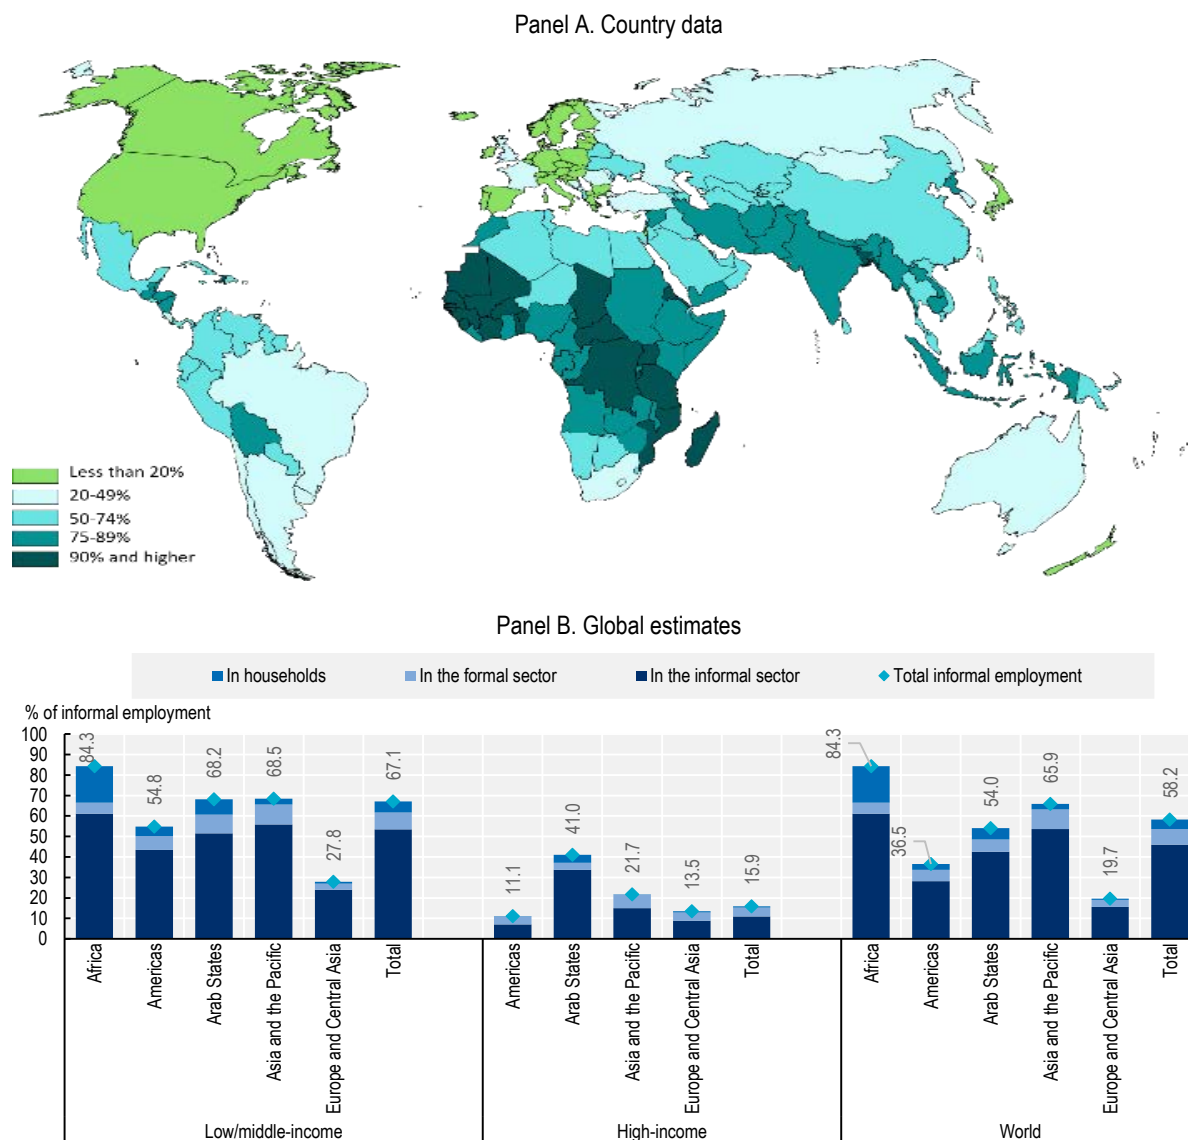 Panel A. Country data
Less than 20%
20-49%
50-74%
75-89%
90% and higher
Panel B. Global estimates
In households
In the formal sector
In the informal sector
Total informal employment
% of informal employment
100
90
80
70
60
50
40
30
20
10
0
84.3
54.8
68.2
68.5
27.8
67.1
11.1
41.0
21.7
13.5
15.9
84.3
36.5
54.0
65.9
19.7
58.2
Africa
Americas
Arab States
Asia and the Pacific
Europe and Central Asia
Total
Americas
Arab States
Asia and the Pacific
Europe and Central Asia
Total
Africa
Americas
Arab States
Asia and the Pacific
Europe and Central Asia
Total
Low/middle-income
High-income
World